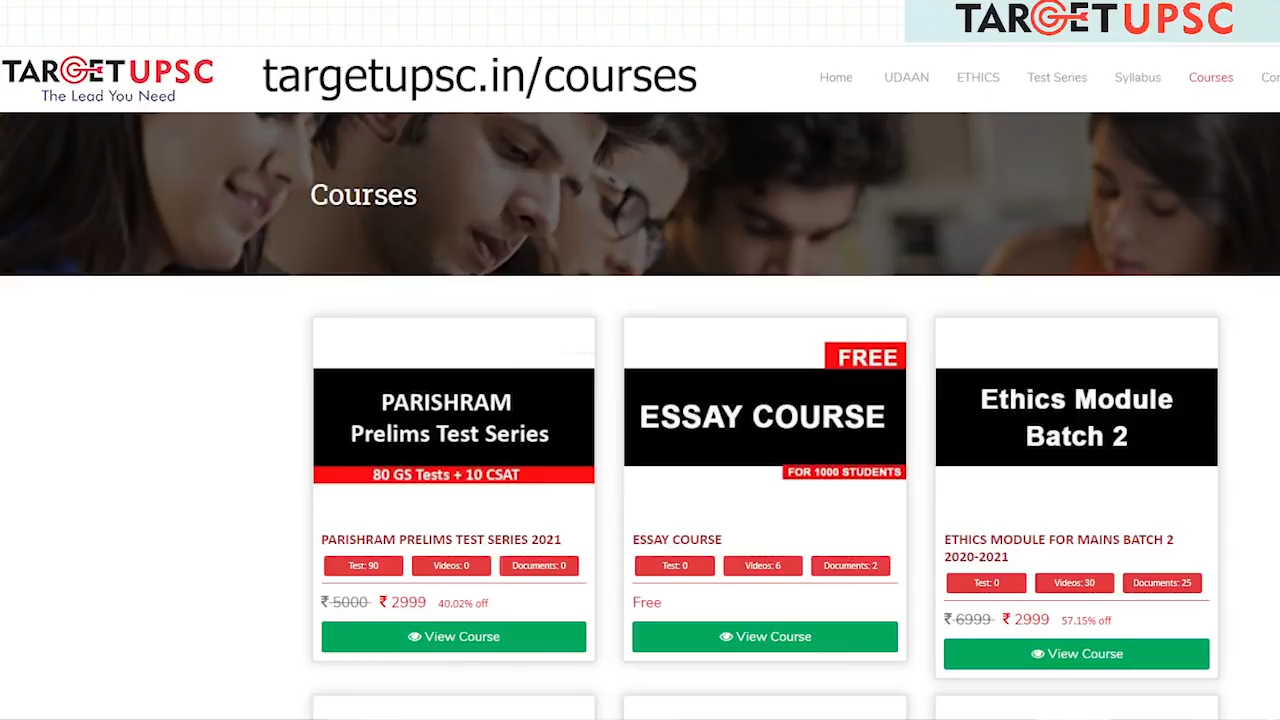 TARGETUPSC
TARGETUPSC
The Lead You Need
targetupsc.in/courses
Home UDAAN ETHICS Test Series Syllabus Courses
Courses
PARISHRAM
Prelims Test Series
80 GS Tests + 10 CSAT
PARISHRAM PRELIMS TEST SERIES 2021
Test: 90 Videos: 0 Documents: 0
₹ 5000 ₹ 2999 40.02% off
View Course
FREE
ESSAY COURSE
FOR 1000 STUDENTS
ESSAY COURSE
Test: 0 Videos: 6 Documents: 2
Free
View Course
Ethics Module
Batch 2
ETHICS MODULE FOR MAINS BATCH 2
2020-2021
Test: 0 Videos: 30 Documents: 25
₹ 6999 ₹ 2999 57.15% off
View Course